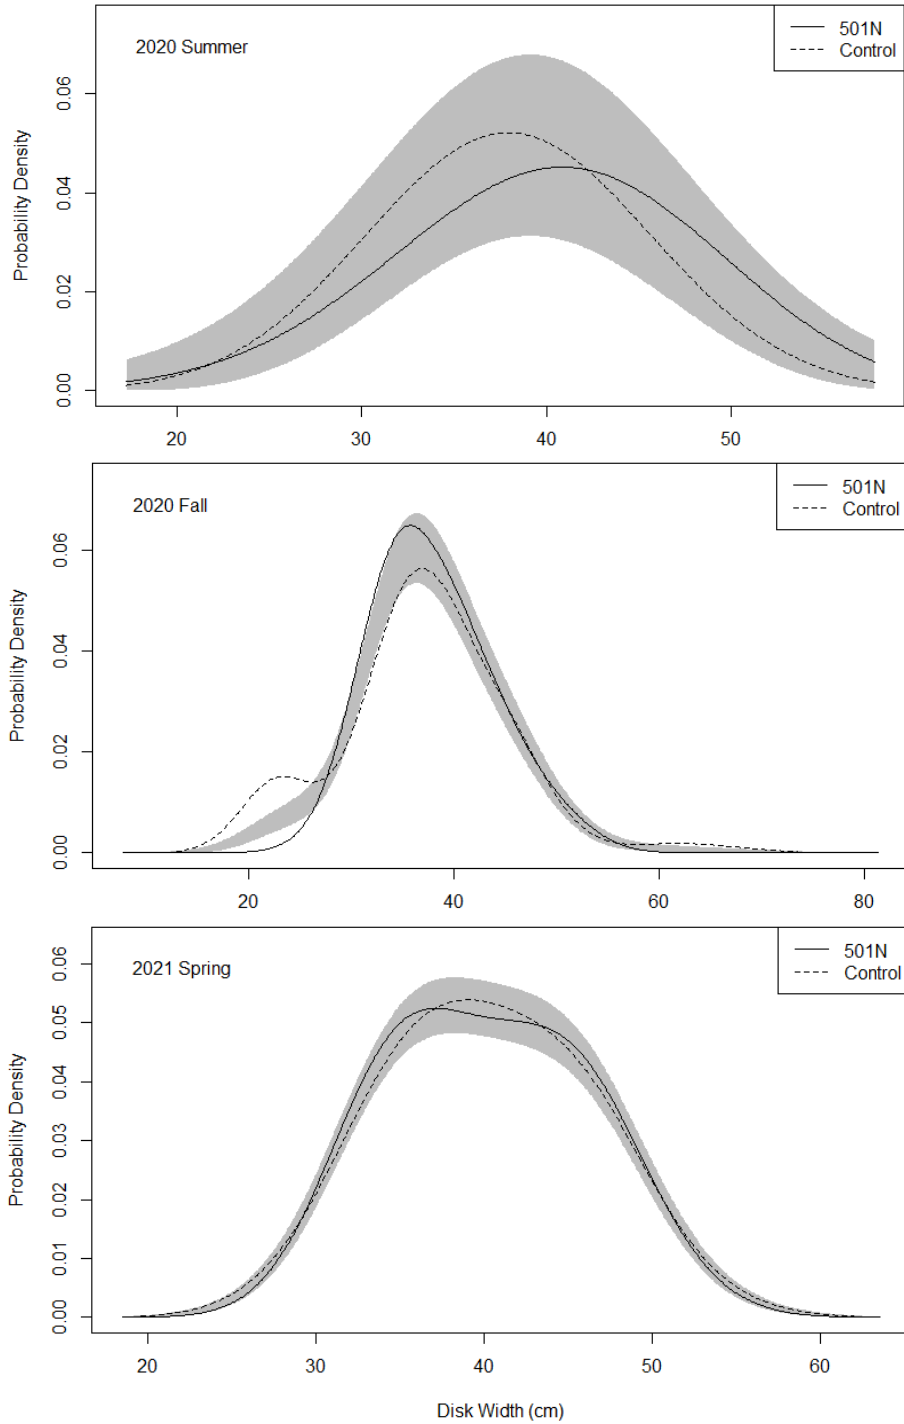 2020 Summer
501N
Control
Probability Density
0.06
0.04
0.02
0.00
20 30 40 50
2020 Fall
501N
Control
Probability Density
0.06
0.04
0.02
0.00
20 40 60 80
2021 Spring
501N
Control
Probability Density
0.06
0.05
0.04
0.03
0.02
0.01
0.00
20 30 40 50 60
Disk Width (cm)